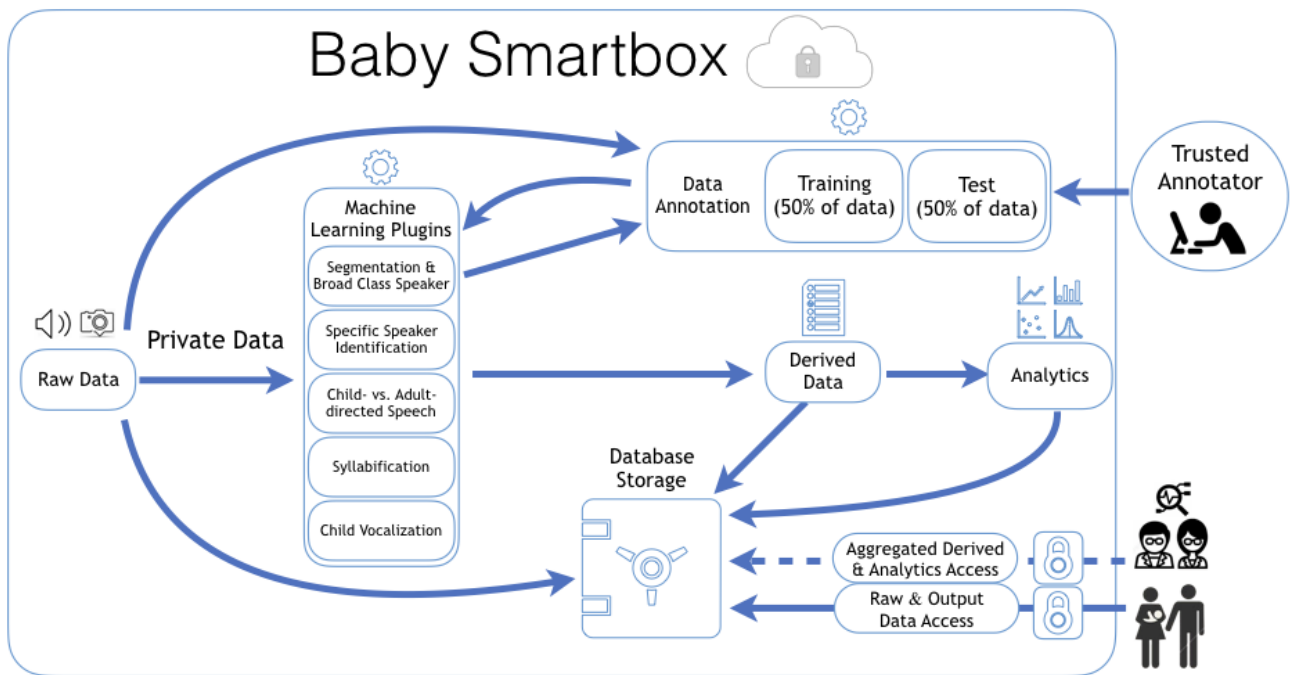 Baby Smartbox
Trusted
Annotator
Data
Annotation
Training
(50% of data)
Test
(50% of data)
Machine
Learning Plugins
Segmentation &
Broad Class Speaker
Specific Speaker
Identification
Child- vs. Adult-
directed Speech
Syllabification
Child Vocalization
Private Data
Raw Data
Derived
Data
Analytics
Database
Storage
Aggregated Derived
& Analytics Access
Raw & Output
Data Access